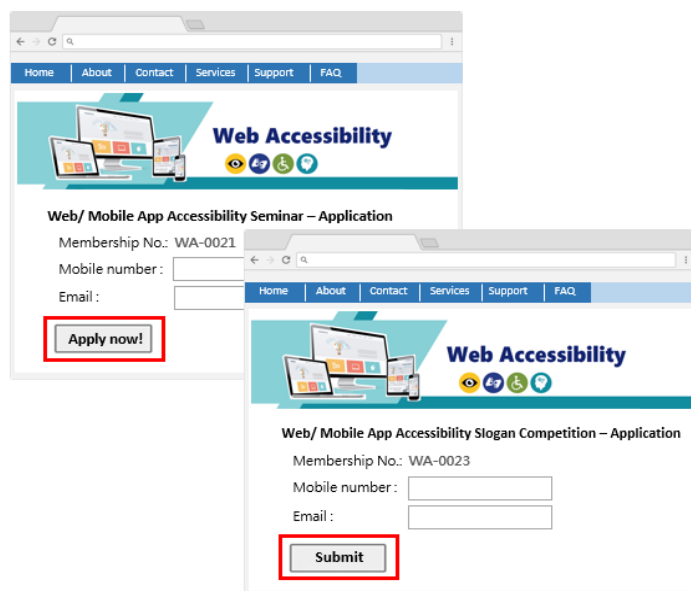 Home About Contact Services Support FAQ
Web Accessibility
Web/ Mobile App Accessibility Seminar – Application
Membership No.: WA-0021
Mobile number :
Email :
Apply now!
Home About Contact Services Support FAQ
Web Accessibility
Web/ Mobile App Accessibility Slogan Competition – Application
Membership No.: WA-0023
Mobile number :
Email :
Submit